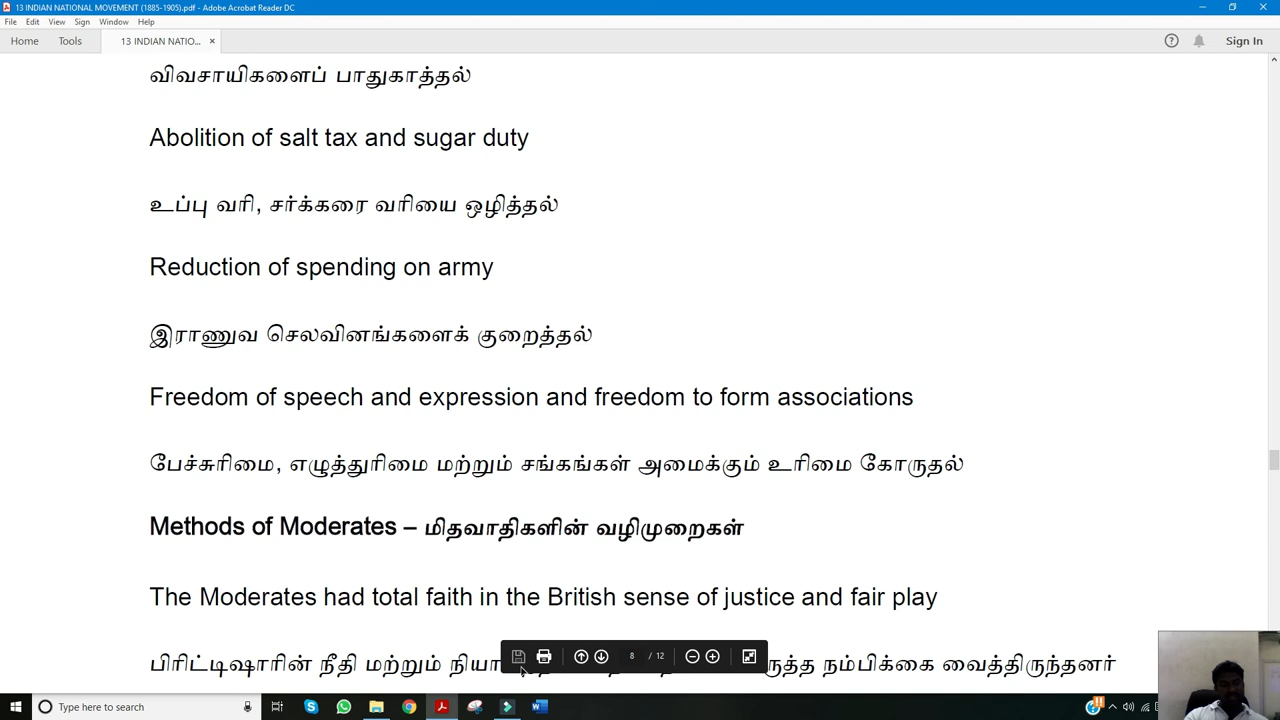 13 INDIAN NATIONAL MOVEMENT (1885-1905).pdf - Adobe Acrobat Reader DC
File Edit View Sign Window Help
Home Tools 13 INDIAN NATIO... × Sign In
விவசாயிகளைப் பாதுகாத்தல்
Abolition of salt tax and sugar duty
உப்பு வரி, சர்க்கரை வரியை ஒழித்தல்
Reduction of spending on army
இராணுவ செலவினங்களைக் குறைத்தல்
Freedom of speech and expression and freedom to form associations
பேச்சுரிமை, எழுத்துரிமை மற்றும் சங்கங்கள் அமைக்கும் உரிமை கோருதல்
Methods of Moderates – மிதவாதிகளின் வழிமுறைகள்
The Moderates had total faith in the British sense of justice and fair play
பிரிட்டிஷாரின் நீதி மற்றும் நம்பிக்கை வைத்திருந்தனர்
8 / 12
Type here to search